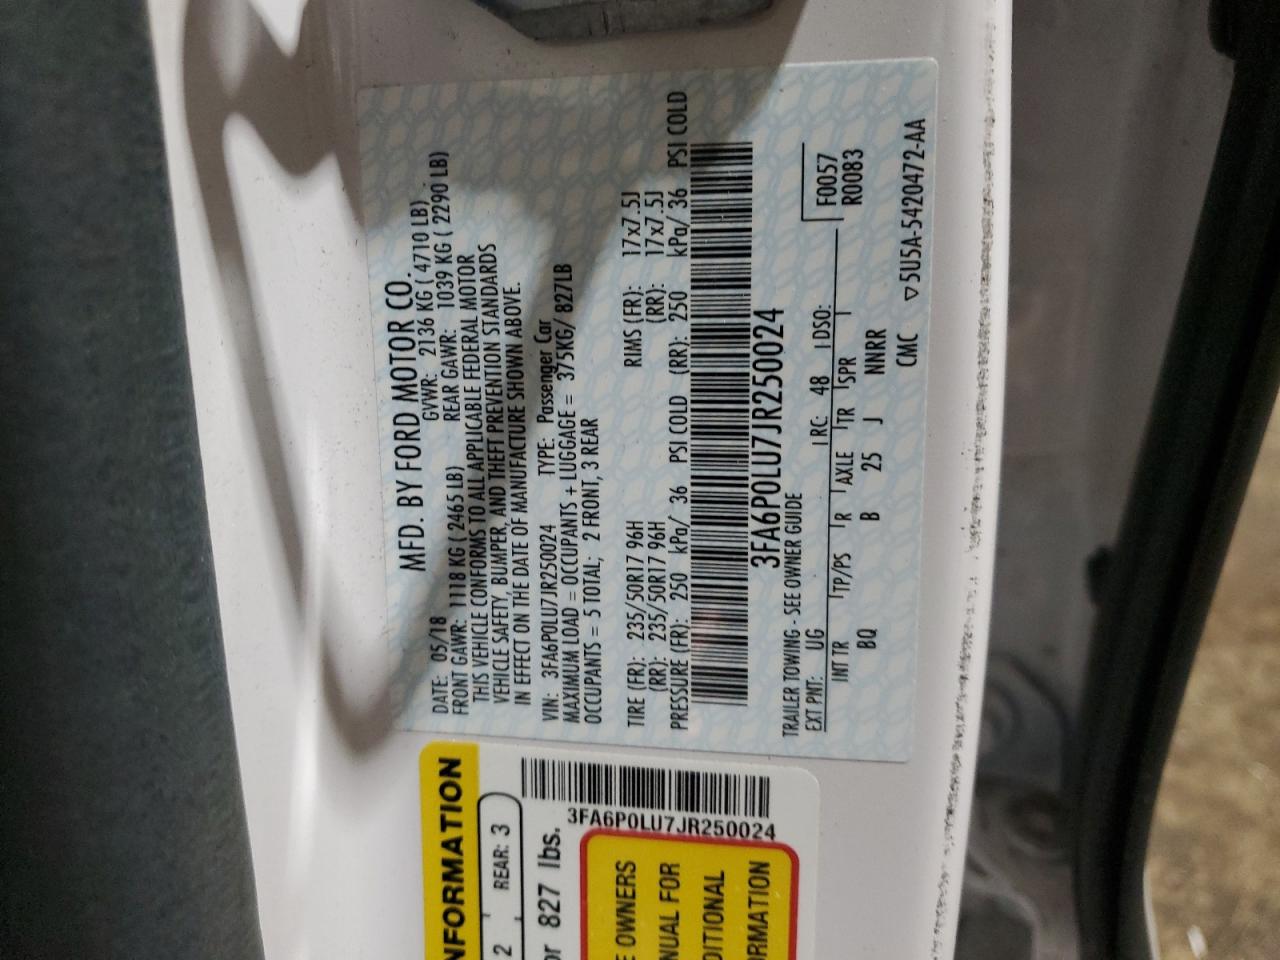 MFD. BY FORD MOTOR CO.
DATE: 05/18 GVWR: 2136 KG ( 4710 LB)
FRONT GAWR: 1118 KG ( 2465 LB) REAR GAWR: 1039 KG ( 2290 LB)
THIS VEHICLE CONFORMS TO ALL APPLICABLE FEDERAL MOTOR
VEHICLE SAFETY, BUMPER, AND THEFT PREVENTION STANDARDS
IN EFFECT ON THE DATE OF MANUFACTURE SHOWN ABOVE.
VIN: 3FA6P0LU7JR250024 TYPE: Passenger Car
MAXIMUM LOAD = OCCUPANTS + LUGGAGE = 375KG/ 827LB
OCCUPANTS = 5 TOTAL; 2 FRONT, 3 REAR
TIRE (FR): 235/50R17 96H RIMS (FR): 17x7.5J
(RR): 235/50R17 96H (RR): 17x7.5J
PRESSURE (FR): 250 kPa/ 36 PSI COLD (RR): 250 kPa/ 36 PSI COLD
3FA6P0LU7JR250024
TRAILER TOWING - SEE OWNER GUIDE
EXT PNT: UG RC: 48 DSO: F0057
INT TR TP/PS R AXLE TR SPR R0083
BQ B 25 J NNRR
CMC ▽5U5A-5420472-AA
NFORMATION
2 REAR: 3
or 827 lbs.
3FA6P0LU7JR250024
E OWNERS
NUAL FOR
DITIONAL
RMATION